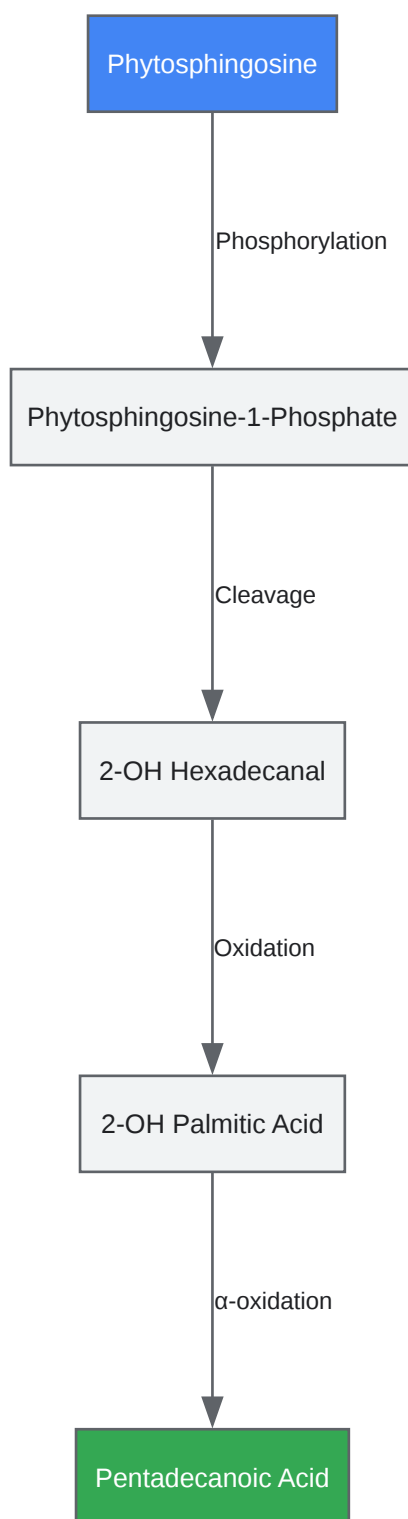 Phytosphingosine
Phosphorylation
Phytosphingosine-1-Phosphate
Cleavage
2-OH Hexadecanal
Oxidation
2-OH Palmitic Acid
α-oxidation
Pentadecanoic Acid